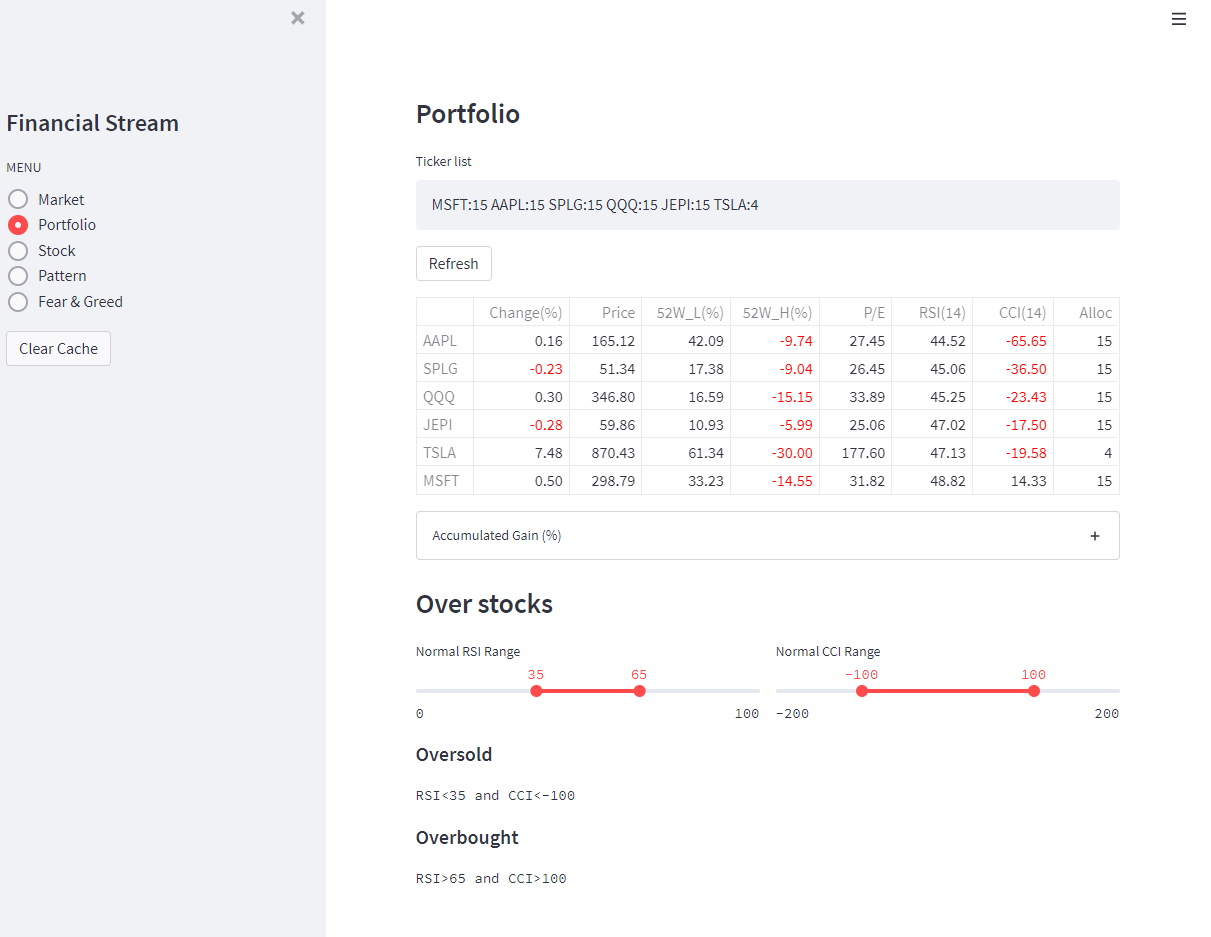 Financial Stream
MENU
Market
Portfolio
Stock
Pattern
Fear & Greed
Clear Cache
Portfolio
Ticker list
MSFT:15 AAPL:15 SPLG:15 QQQ:15 JEPI:15 TSLA:4
Refresh
Change(%) Price 52W_L(%) 52W_H(%) P/E RSI(14) CCI(14) Alloc
AAPL 0.16 165.12 42.09 -9.74 27.45 44.52 -65.65 15
SPLG -0.23 51.34 17.38 -9.04 26.45 45.06 -36.50 15
QQQ 0.30 346.80 16.59 -15.15 33.89 45.25 -23.43 15
JEPI -0.28 59.86 10.93 -5.99 25.06 47.02 -17.50 15
TSLA 7.48 870.43 61.34 -30.00 177.60 47.13 -19.58 4
MSFT 0.50 298.79 33.23 -14.55 31.82 48.82 14.33 15
Accumulated Gain (%) +
Over stocks
Normal RSI Range Normal CCI Range
35 65 -100 100
0 100 -200 200
Oversold
RSI<35 and CCI<-100
Overbought
RSI>65 and CCI>100